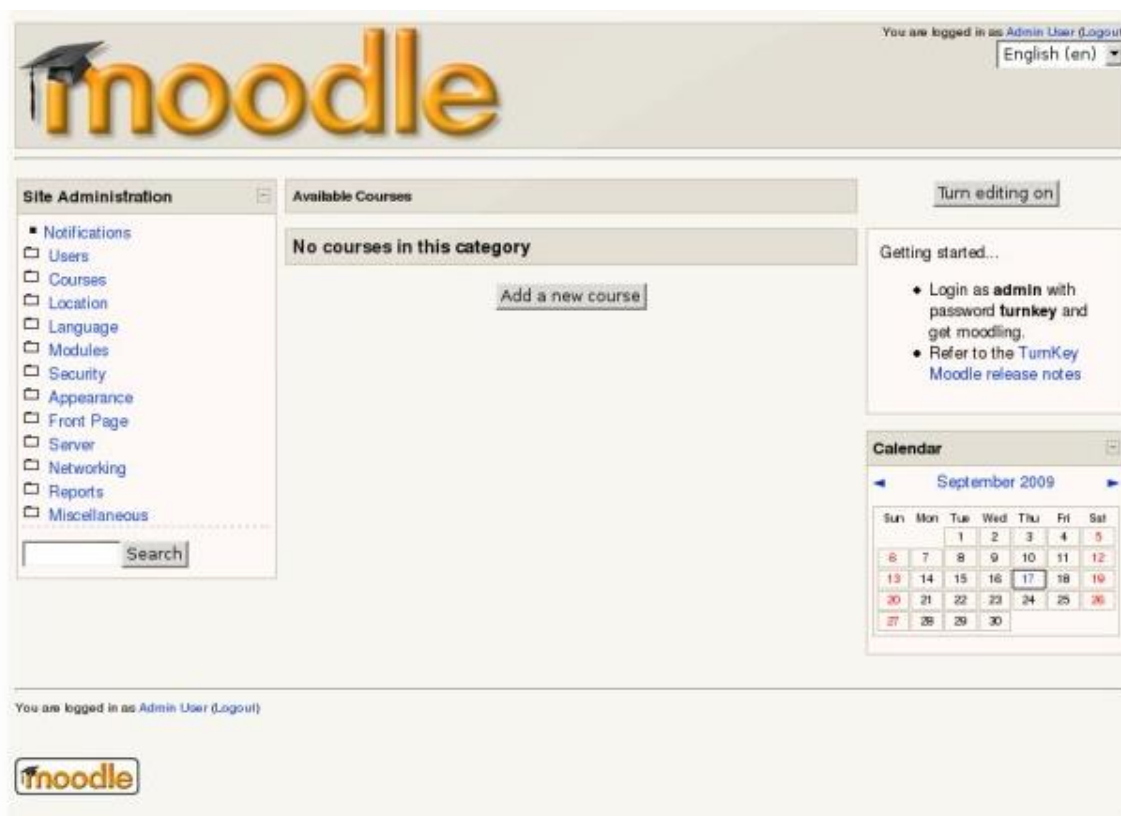 moodle
You are logged in as Admin User (Logout
English (en)
Site Administration
Notifications
Users
Courses
Location
Language
Modules
Security
Appearance
Front Page
Server
Networking
Reports
Miscellaneous
Search
Available Courses
No courses in this category
Add a new course
Turn editing on
Getting started...
Login as admin with
password turnkey and
get moodling.
Refer to the TurnKey
Moodle release notes
Calendar
September 2009
Sun Mon Tue Wed Thu Fri Sat
1 2 3 4 5
6 7 8 9 10 11 12
13 14 15 16 17 18 19
20 21 22 23 24 25 26
27 28 29 30
You are logged in as Admin User (Logout)
moodle